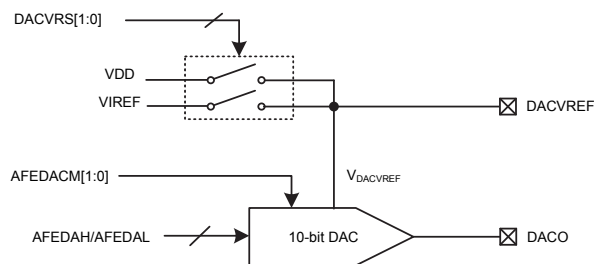 DACVRS[1:0]
VDD
VIREF
DACVREF
AFEDACM[1:0]
VDACVREF
AFEDAH/AFEDAL
10-bit DAC
DACO